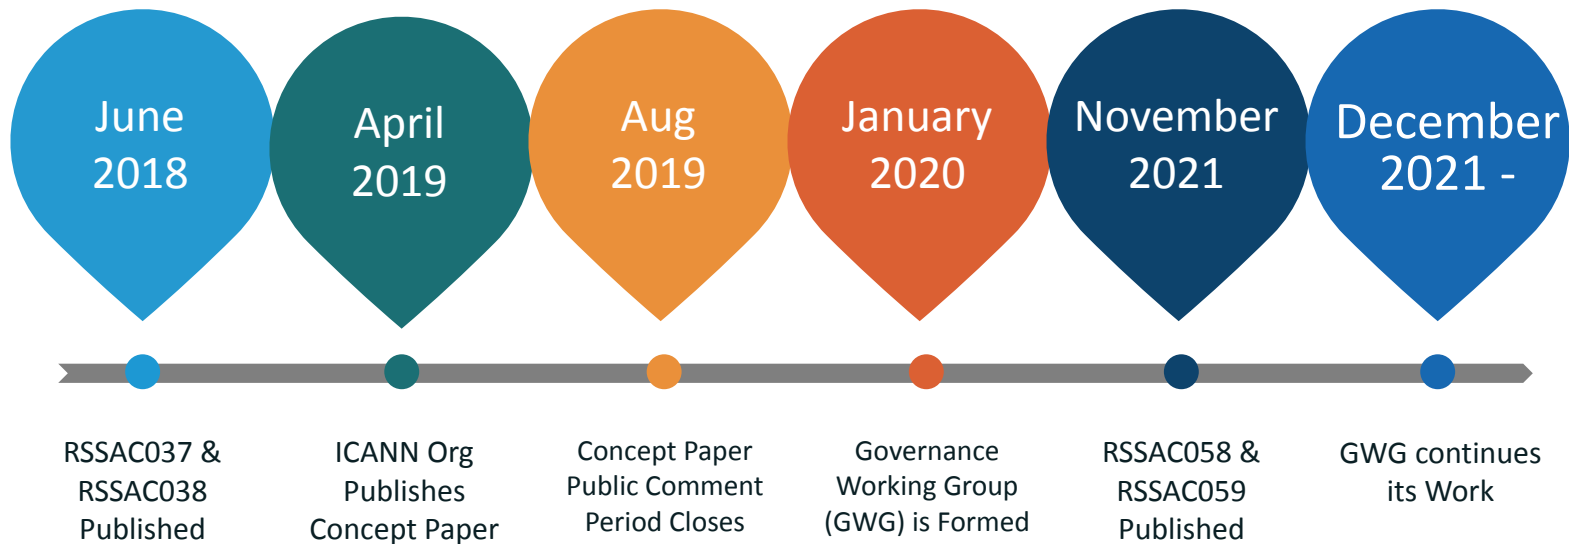 June
2018
April
2019
Aug
2019
January
2020
November
2021
December
2021 -
RSSAC037 &
RSSAC038
Published
ICANN Org
Publishes
Concept Paper
Concept Paper
Public Comment
Period Closes
Governance
Working Group
(GWG) is Formed
RSSAC058 &
RSSAC059
Published
GWG continues
its Work